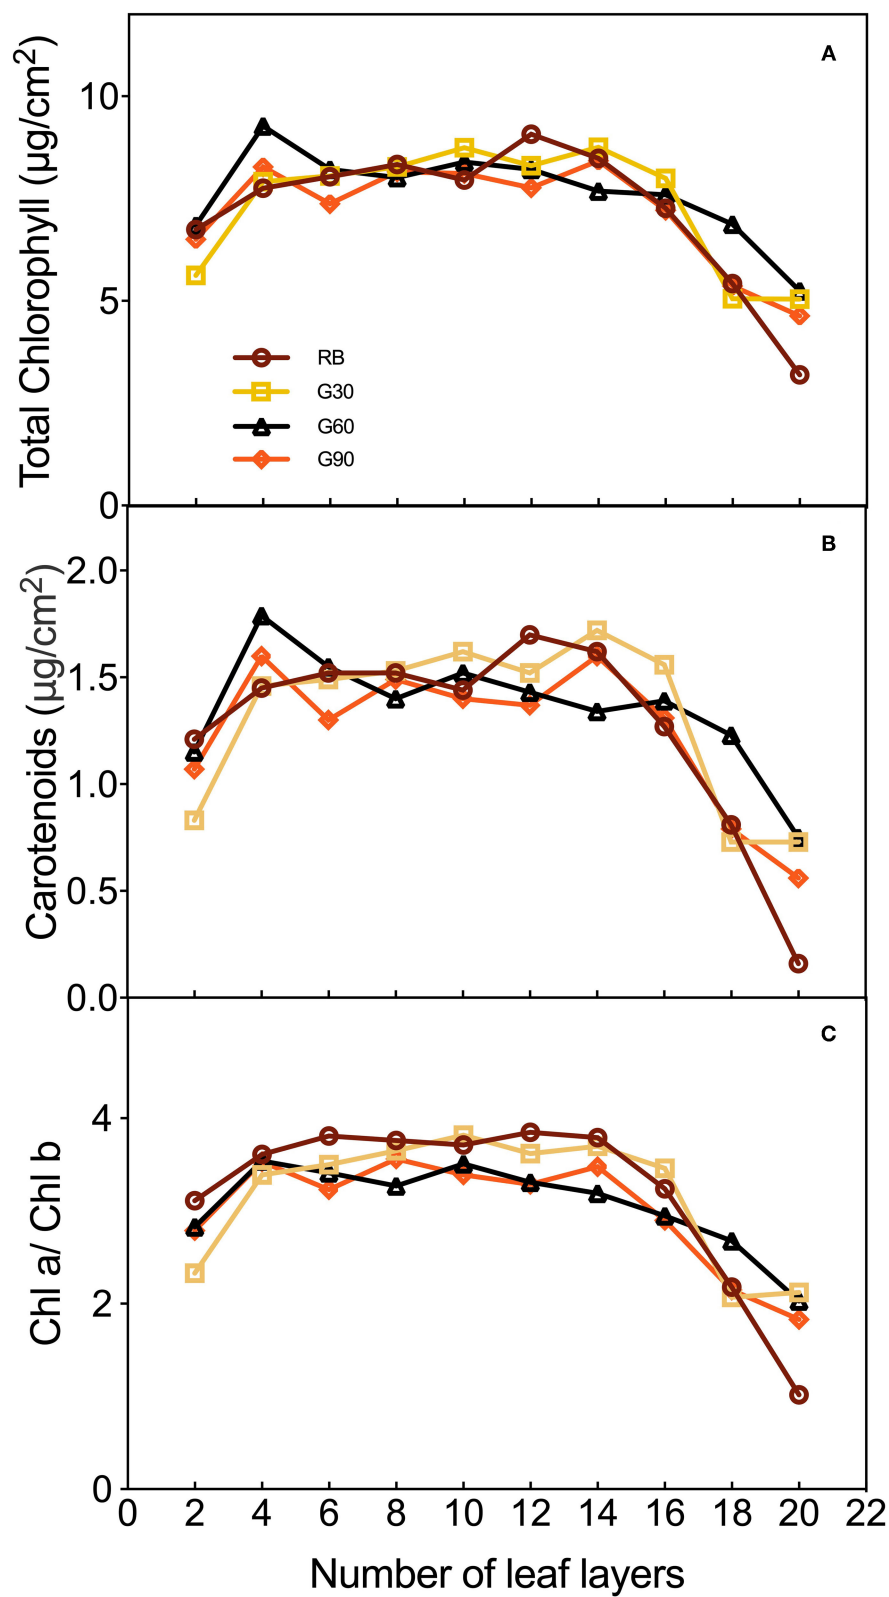 A
Total Chlorophyll (µg/cm²)
10
5
0
RB
G30
G60
G90
B
Carotenoids (µg/cm²)
2.0
1.5
1.0
0.5
0.0
C
Chl a/ Chl b
4
2
0
0 2 4 6 8 10 12 14 16 18 20 22
Number of leaf layers